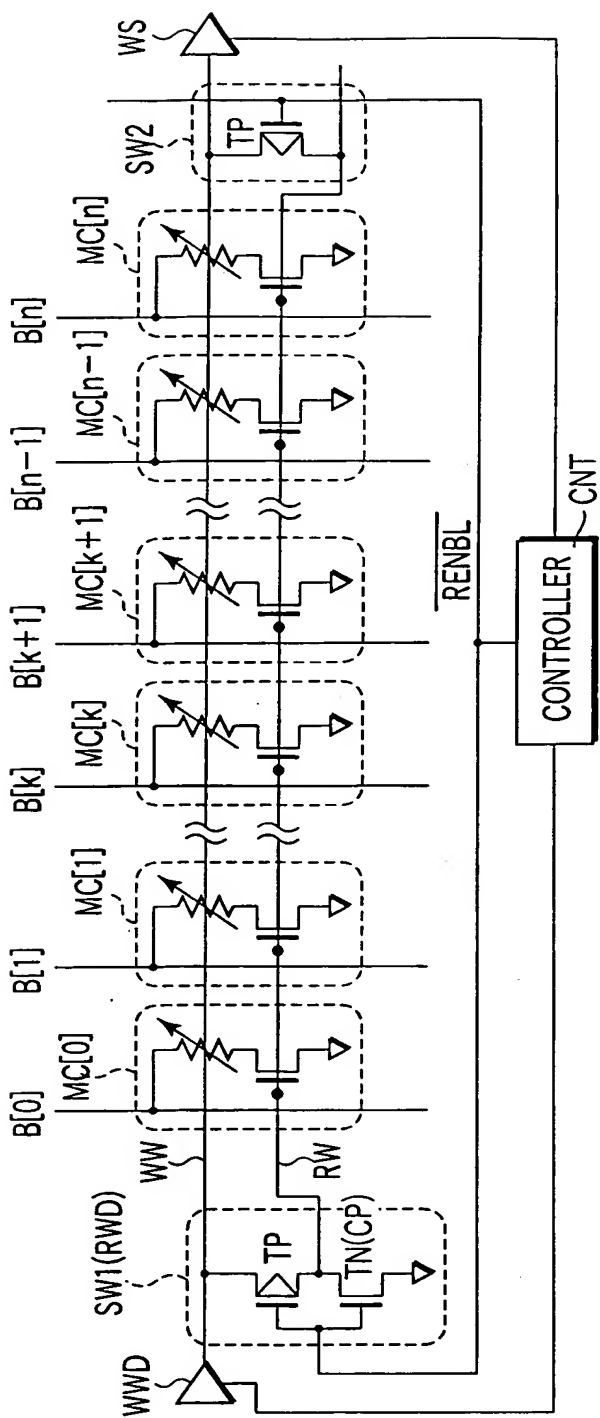 WWD
SW1(RWD)
TP
TN(CP)
WW
RW
B[0]
MC[0]
B[1]
MC[1]
B[k]
MC[k]
B[k+1]
MC[k+1]
B[n-1]
MC[n-1]
B[n]
MC[n]
SW2
TP
WS
RENBL
CONTROLLER
CNT